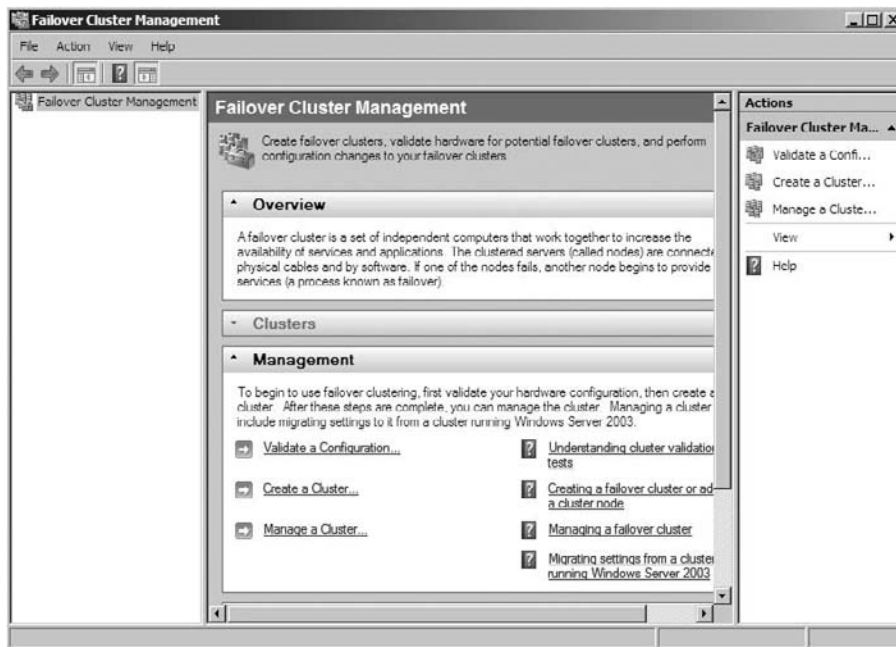 Failover Cluster Management
File Action View Help
Failover Cluster Management
Failover Cluster Management
Create failover clusters, validate hardware for potential failover clusters, and perform
configuration changes to your failover clusters.
Overview
A failover cluster is a set of independent computers that work together to increase the
availability of services and applications. The clustered servers (called nodes) are connecte
physical cables and by software. If one of the nodes fails, another node begins to provide
services (a process known as failover).
Clusters
Management
To begin to use failover clustering, first validate your hardware configuration, then create a
cluster. After these steps are complete, you can manage the cluster. Managing a cluster
include migrating settings to it from a cluster running Windows Server 2003.
Validate a Configuration...
Create a Cluster...
Manage a Cluster...
Understanding cluster validation
tests
Creating a failover cluster or ad
a cluster node
Managing a failover cluster
Migrating settings from a cluster
running Windows Server 2003
Actions
Failover Cluster Ma...
Validate a Confi...
Create a Cluster...
Manage a Cluste...
View
Help